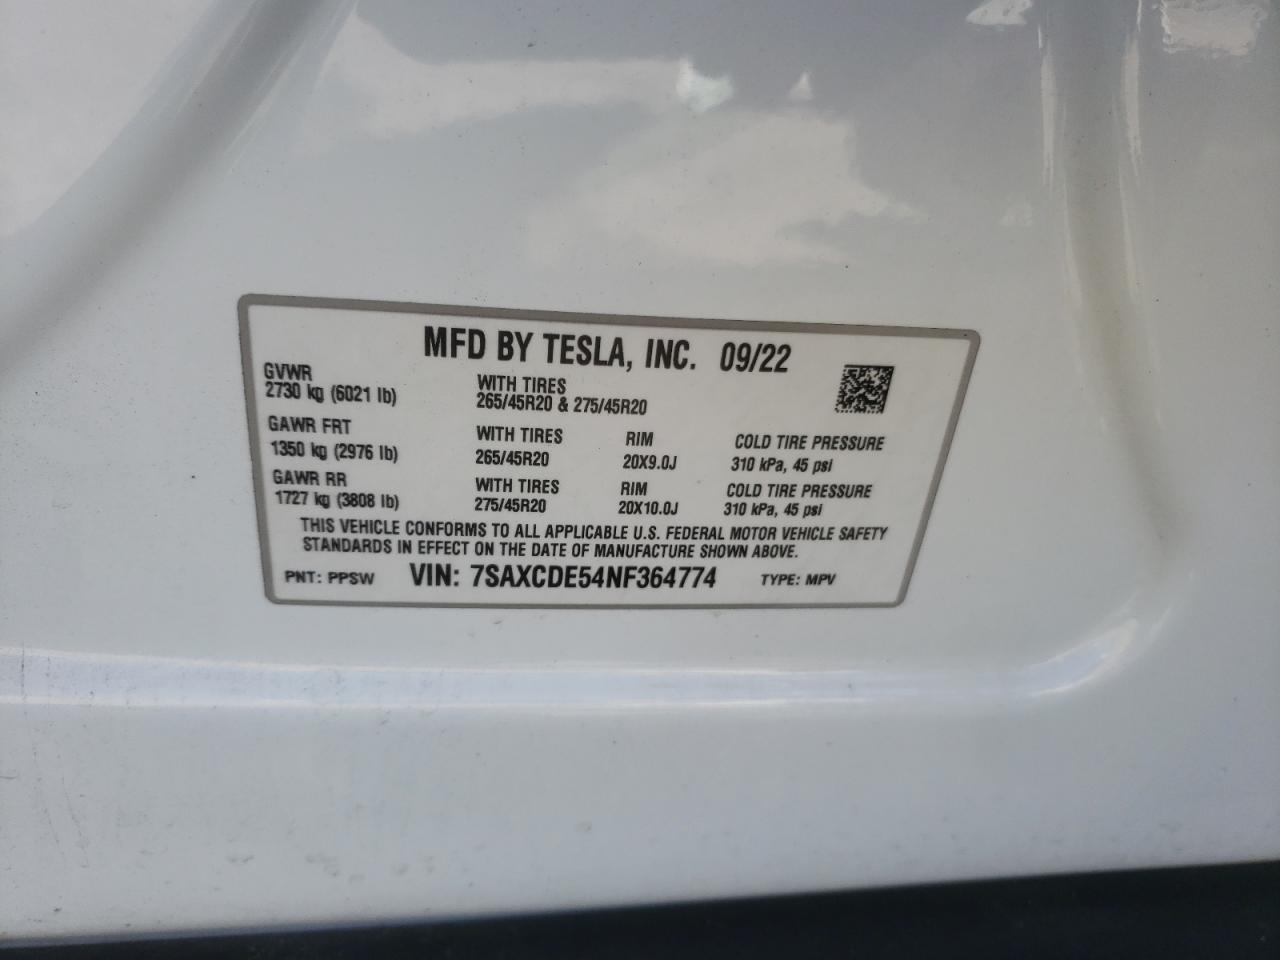 MFD BY TESLA, INC. 09/22
GVWR
2730 kg (6021 lb)
WITH TIRES
265/45R20 & 275/45R20
GAWR FRT
1350 kg (2976 lb)
WITH TIRES
265/45R20
RIM
20X9.0J
COLD TIRE PRESSURE
310 kPa, 45 psi
GAWR RR
1727 kg (3808 lb)
WITH TIRES
275/45R20
RIM
20X10.0J
COLD TIRE PRESSURE
310 kPa, 45 psi
THIS VEHICLE CONFORMS TO ALL APPLICABLE U.S. FEDERAL MOTOR VEHICLE SAFETY
STANDARDS IN EFFECT ON THE DATE OF MANUFACTURE SHOWN ABOVE.
PNT: PPSW VIN: 7SAXCDE54NF364774 TYPE: MPV